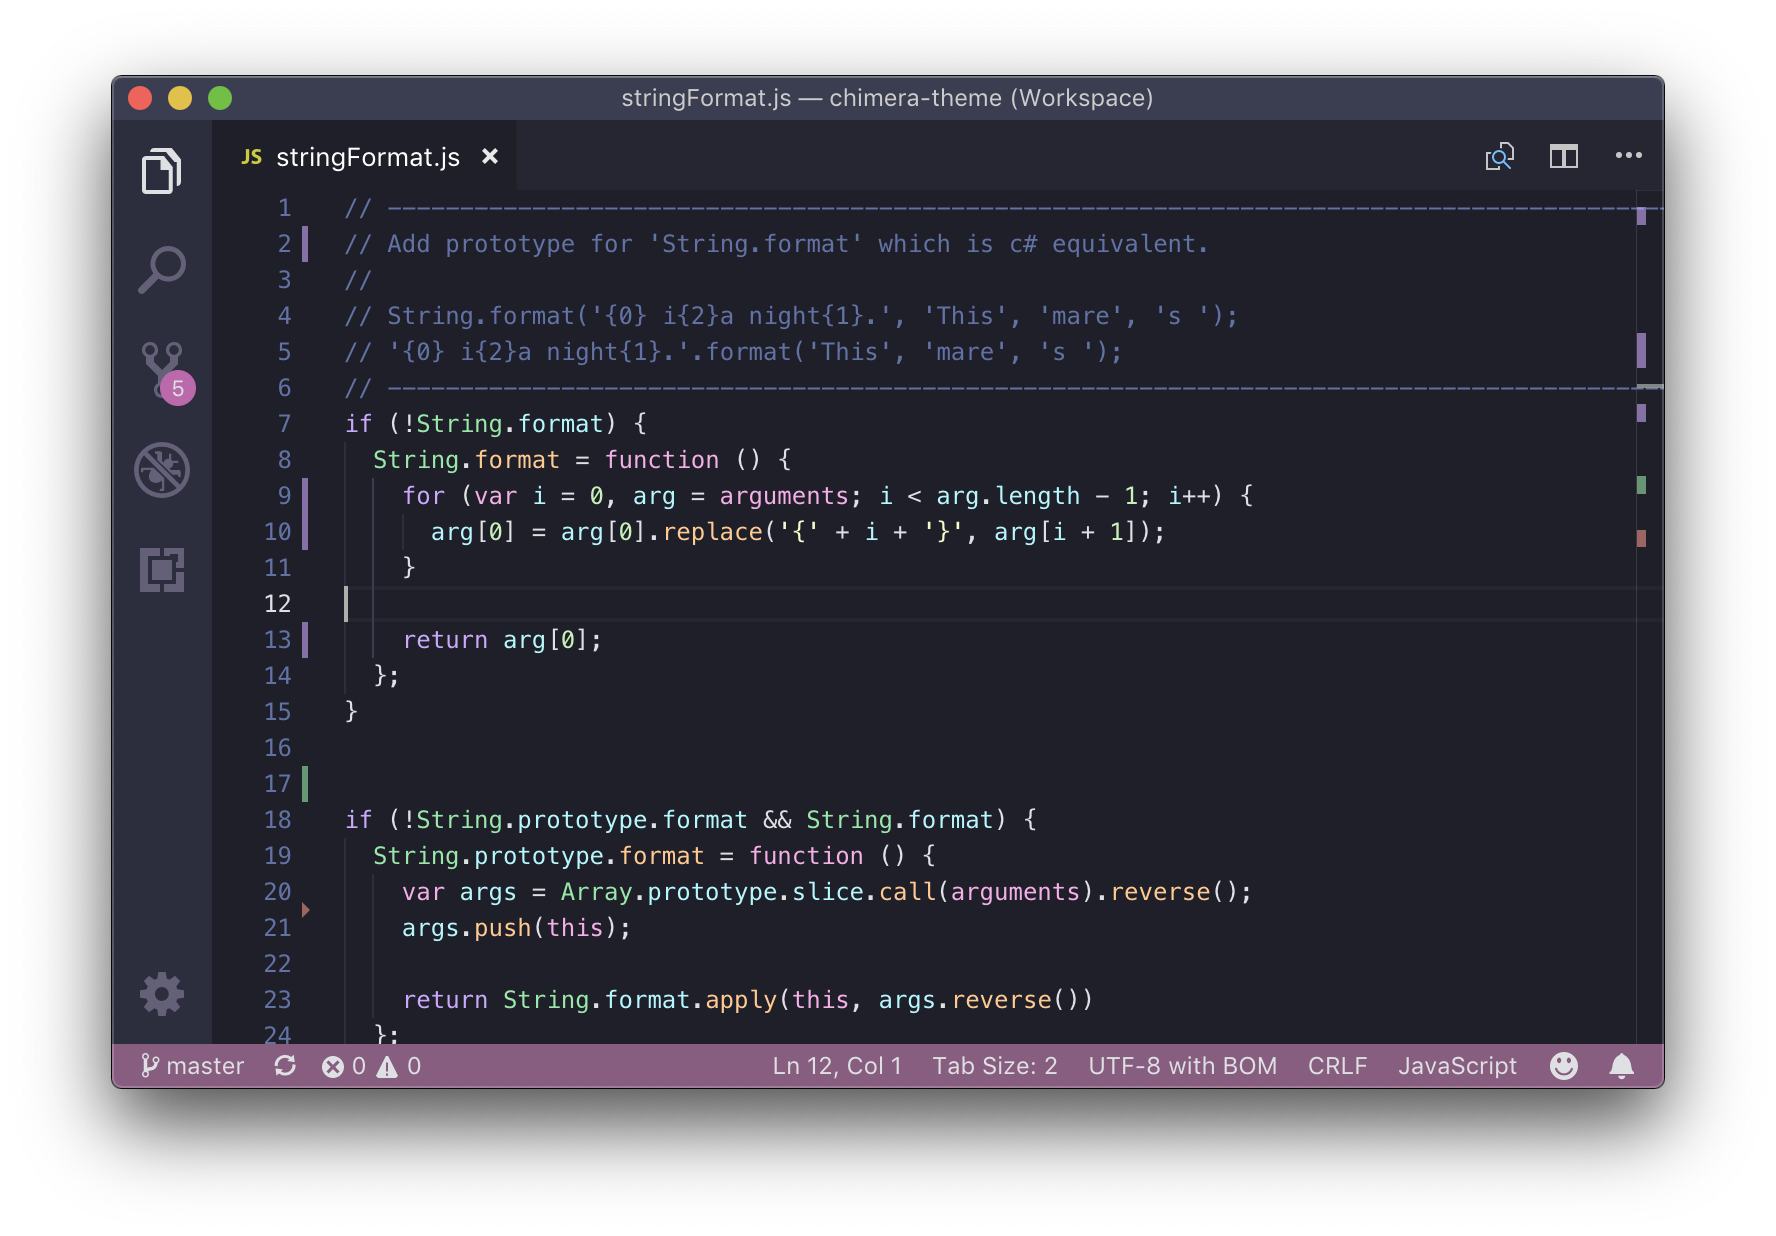 stringFormat.js — chimera-theme (Workspace)
JS stringFormat.js ×
1 // ----------------------------------------------------------------------------------------
2 // Add prototype for 'String.format' which is c# equivalent.
3 //
4 // String.format('{0} i{2}a night{1}.', 'This', 'mare', 's ');
5 // '{0} i{2}a night{1}.'.format('This', 'mare', 's ');
6 // ----------------------------------------------------------------------------------------
7 if (!String.format) {
8   String.format = function () {
9     for (var i = 0, arg = arguments; i < arg.length - 1; i++) {
10       arg[0] = arg[0].replace('{' + i + '}', arg[i + 1]);
11     }
12
13     return arg[0];
14   };
15 }
16
17
18 if (!String.prototype.format && String.format) {
19   String.prototype.format = function () {
20     var args = Array.prototype.slice.call(arguments).reverse();
21     args.push(this);
22
23     return String.format.apply(this, args.reverse())
24   };
5
master 0 0 Ln 12, Col 1 Tab Size: 2 UTF-8 with BOM CRLF JavaScript